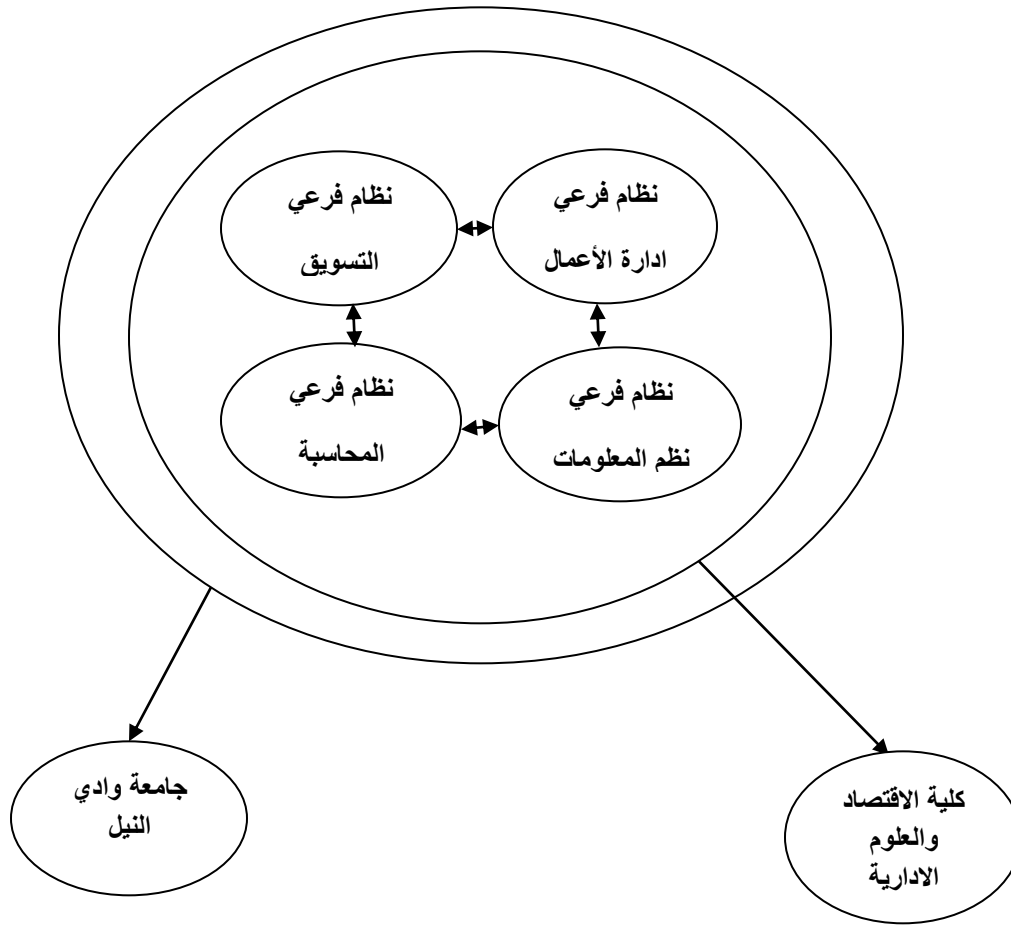 نظام فرعي
ادارة الأعمال
نظام فرعي
التسويق
نظام فرعي
نظم المعلومات
نظام فرعي
المحاسبة
جامعة وادي
النيل
كلية الاقتصاد
والعلوم
الادارية